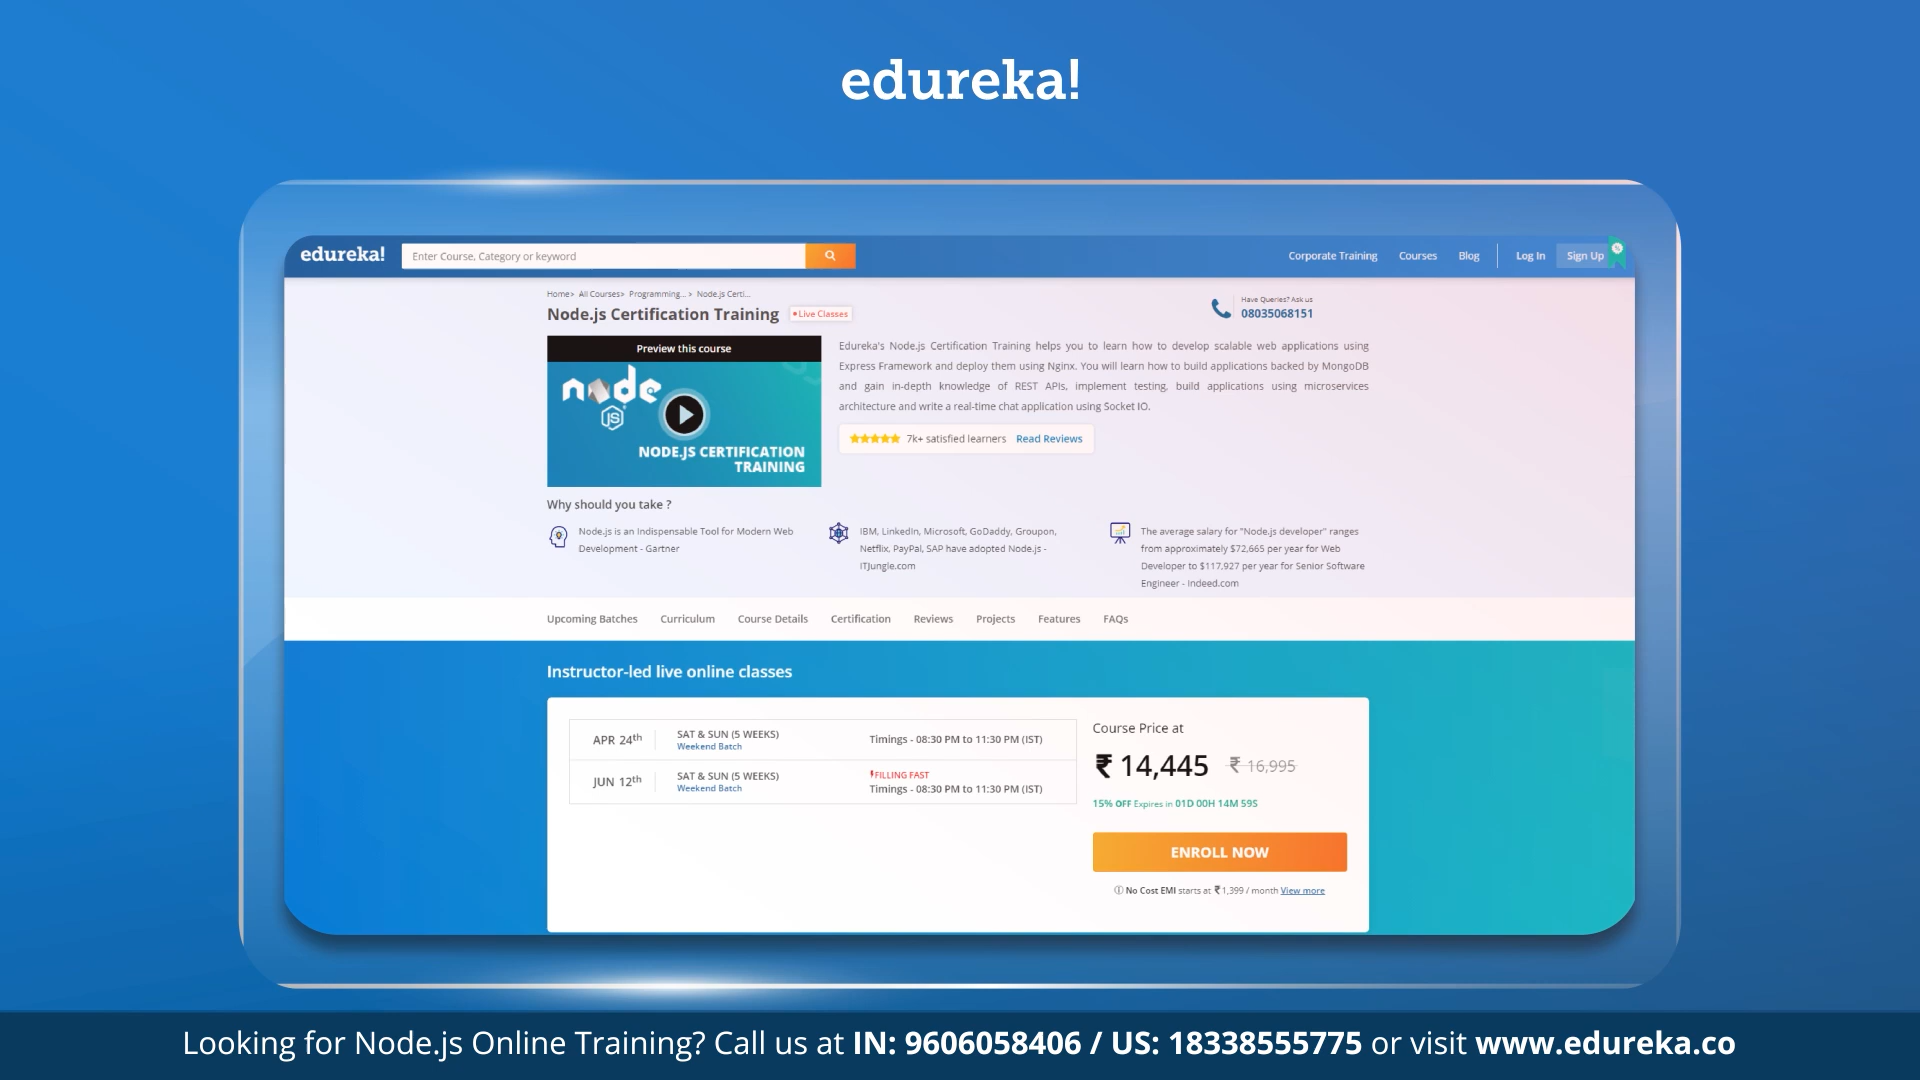 edureka!
edureka!
Enter Course, Category or keyword
Corporate Training
Courses
Blog
Log In
Sign Up
Home> All Courses> Programming... > Node.js Certi...
Node.js Certification Training
Live Classes
Have Queries? Ask us
08035068151
Preview this course
node
JS
NODE.JS CERTIFICATION
TRAINING
Edureka's Node.js Certification Training helps you to learn how to develop scalable web applications using
Express Framework and deploy them using Nginx. You will learn how to build applications backed by MongoDB
and gain in-depth knowledge of REST APIs, implement testing, build applications using microservices
architecture and write a real-time chat application using Socket IO.
7k+ satisfied learners Read Reviews
Why should you take ?
Node.js is an Indispensable Tool for Modern Web
Development - Gartner
IBM, LinkedIn, Microsoft, GoDaddy, Groupon,
Netflix, PayPal, SAP have adopted Node.js -
ITJungle.com
The average salary for "Node.js developer" ranges
from approximately $72,665 per year for Web
Developer to $117,927 per year for Senior Software
Engineer - Indeed.com
Upcoming Batches
Curriculum
Course Details
Certification
Reviews
Projects
Features
FAQs
Instructor-led live online classes
APR 24th
SAT & SUN (5 WEEKS)
Weekend Batch
Timings - 08:30 PM to 11:30 PM (IST)
JUN 12th
SAT & SUN (5 WEEKS)
Weekend Batch
FILLING FAST
Timings - 08:30 PM to 11:30 PM (IST)
Course Price at
₹ 14,445 ₹ 16,995
15% OFF Expires in 01D 00H 14M 59S
ENROLL NOW
No Cost EMI starts at ₹ 1,399 / month View more
Looking for Node.js Online Training? Call us at IN: 9606058406 / US: 18338555775 or visit www.edureka.co